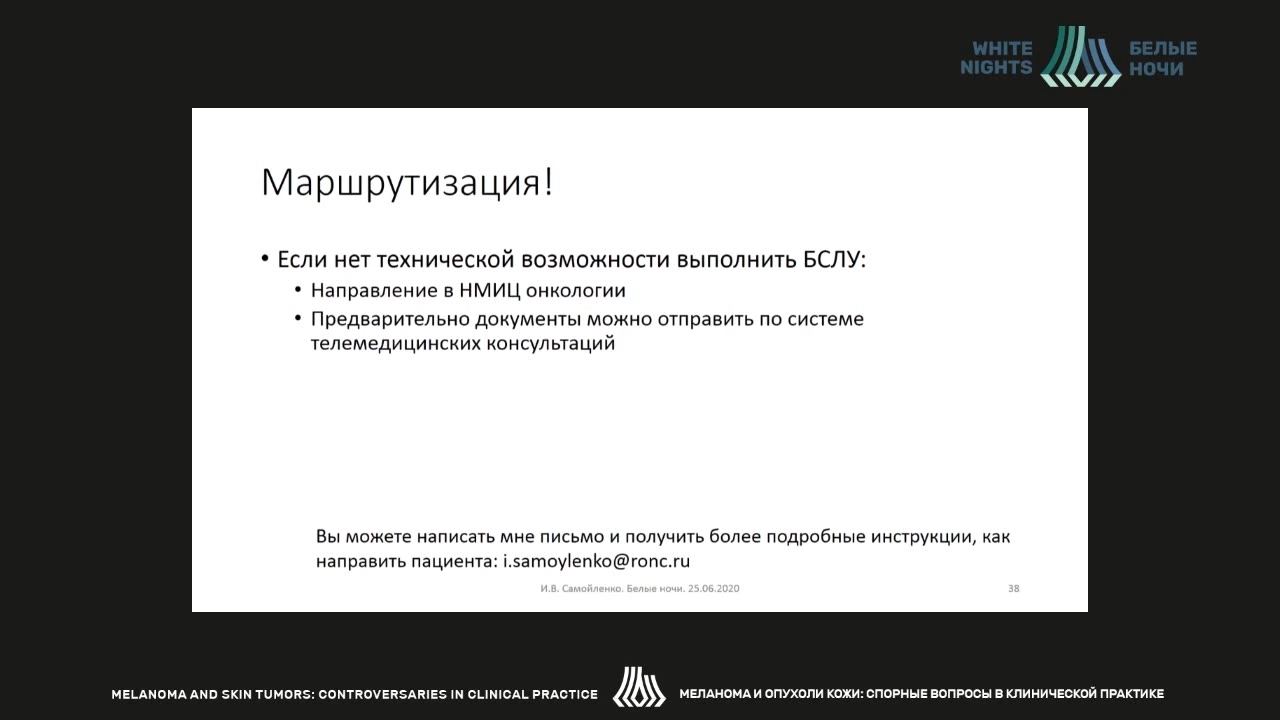 WHITE
NIGHTS
БЕЛЫЕ
НОЧИ
Маршрутизация!
• Если нет технической возможности выполнить БСЛУ:
• Направление в НМИЦ онкологии
• Предварительно документы можно отправить по системе
телемедицинских консультаций
Вы можете написать мне письмо и получить более подробные инструкции, как
направить пациента: i.samoylenko@ronc.ru
И.В. Самойленко. Белые ночи. 25.06.2020
38
MELANOMA AND SKIN TUMORS: CONTROVERSARIES IN CLINICAL PRACTICE
МЕЛАНОМА И ОПУХОЛИ КОЖИ: СПОРНЫЕ ВОПРОСЫ В КЛИНИЧЕСКОЙ ПРАКТИКЕ